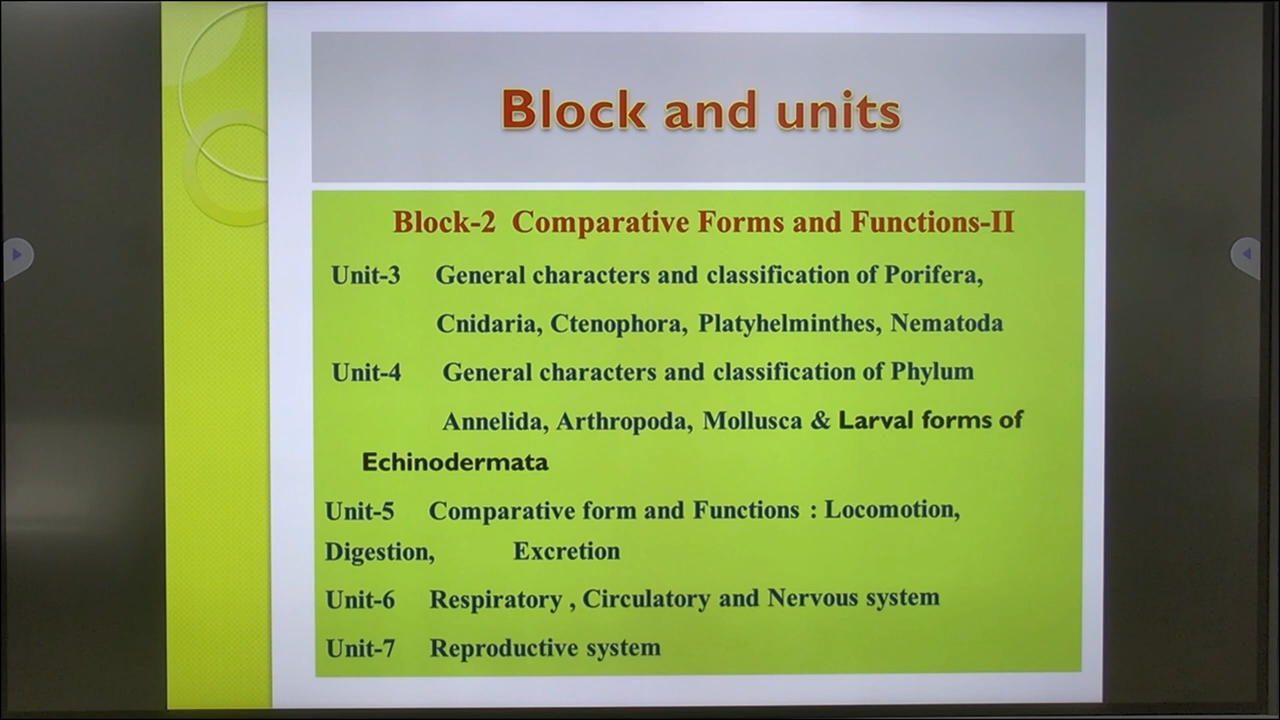 Block and units
Block-2 Comparative Forms and Functions-II
Unit-3 General characters and classification of Porifera,
Cnidaria, Ctenophora, Platyhelminthes, Nematoda
Unit-4 General characters and classification of Phylum
Annelida, Arthropoda, Mollusca & Larval forms of
Echinodermata
Unit-5 Comparative form and Functions : Locomotion,
Digestion, Excretion
Unit-6 Respiratory , Circulatory and Nervous system
Unit-7 Reproductive system